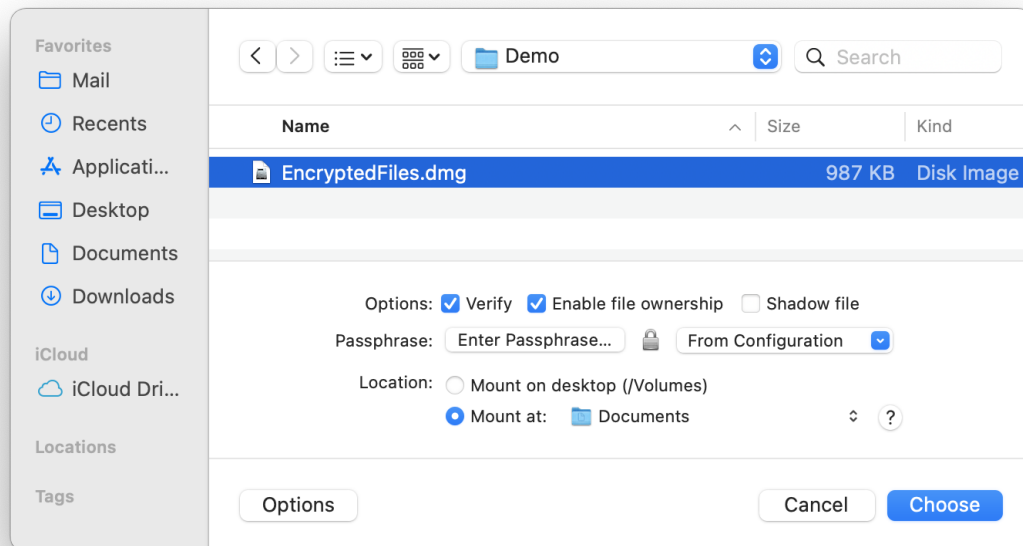 Favorites
Mail
Recents
Applicati...
Desktop
Documents
Downloads
iCloud
iCloud Dri...
Locations
Tags
Demo
Search
Name Size Kind
EncryptedFiles.dmg 987 KB Disk Image
Options: Verify Enable file ownership Shadow file
Passphrase: Enter Passphrase... From Configuration
Location: Mount on desktop (/Volumes)
Mount at: Documents ?
Options Cancel Choose